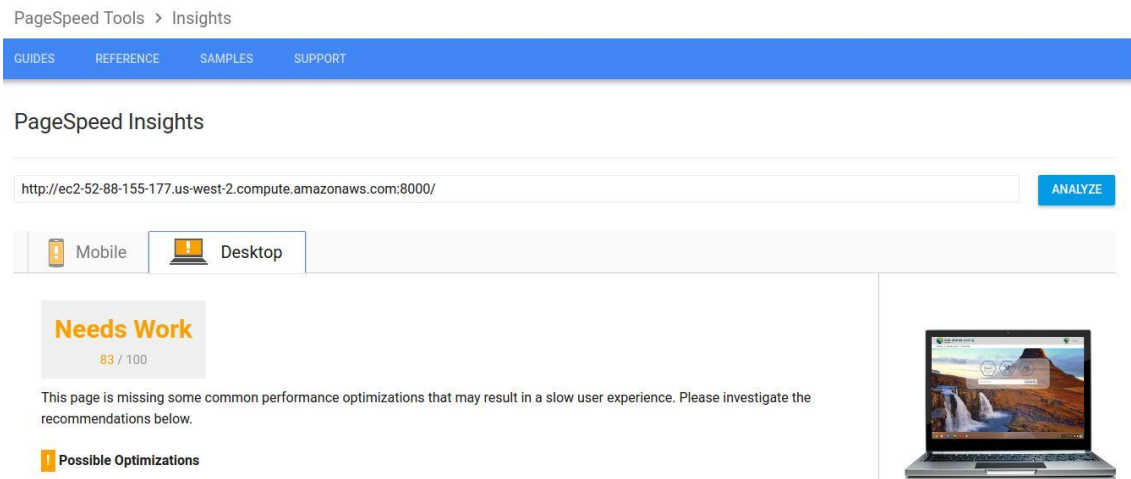 PageSpeed Tools > Insights
GUIDES REFERENCE SAMPLES SUPPORT
PageSpeed Insights
http://ec2-52-88-155-177.us-west-2.compute.amazonaws.com:8000/
ANALYZE
Mobile Desktop
Needs Work
83 / 100
This page is missing some common performance optimizations that may result in a slow user experience. Please investigate the
recommendations below.
! Possible Optimizations